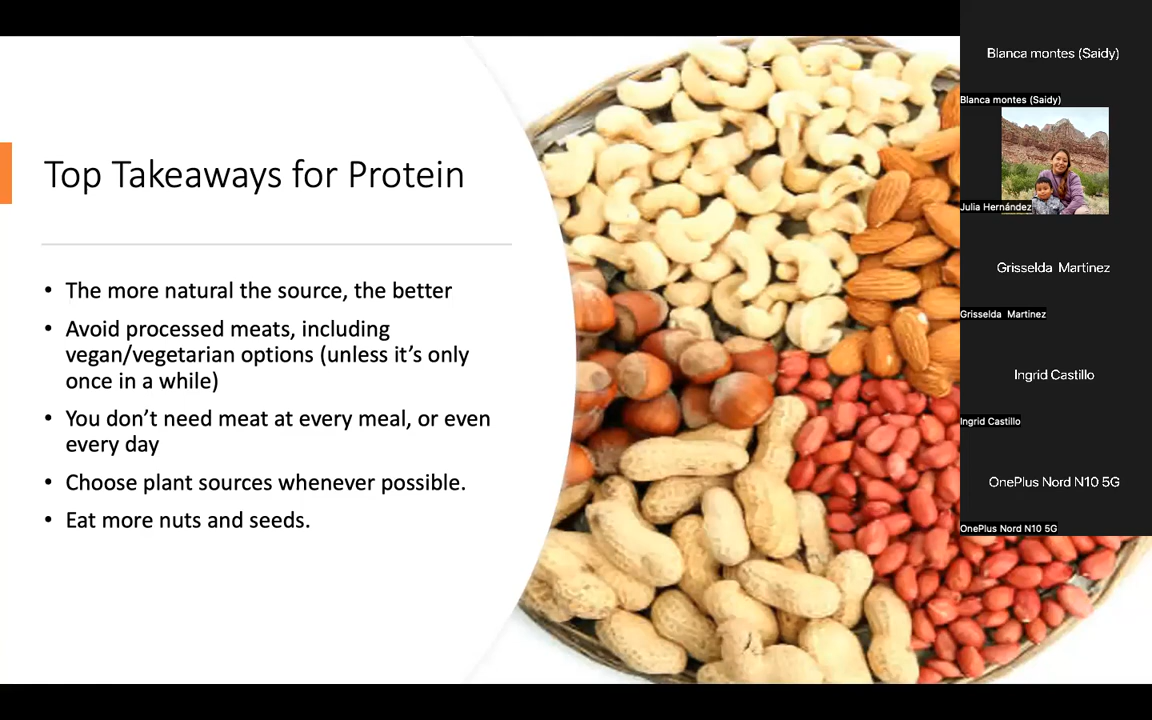 Top Takeaways for Protein
• The more natural the source, the better
• Avoid processed meats, including
vegan/vegetarian options (unless it’s only
once in a while)
• You don’t need meat at every meal, or even
every day
• Choose plant sources whenever possible.
• Eat more nuts and seeds.
Blanca montes (Saidy)
Blanca montes (Saidy)
Julia Hernández
Grisselda Martinez
Grisselda Martinez
Ingrid Castillo
Ingrid Castillo
OnePlus Nord N10 5G
OnePlus Nord N10 5G